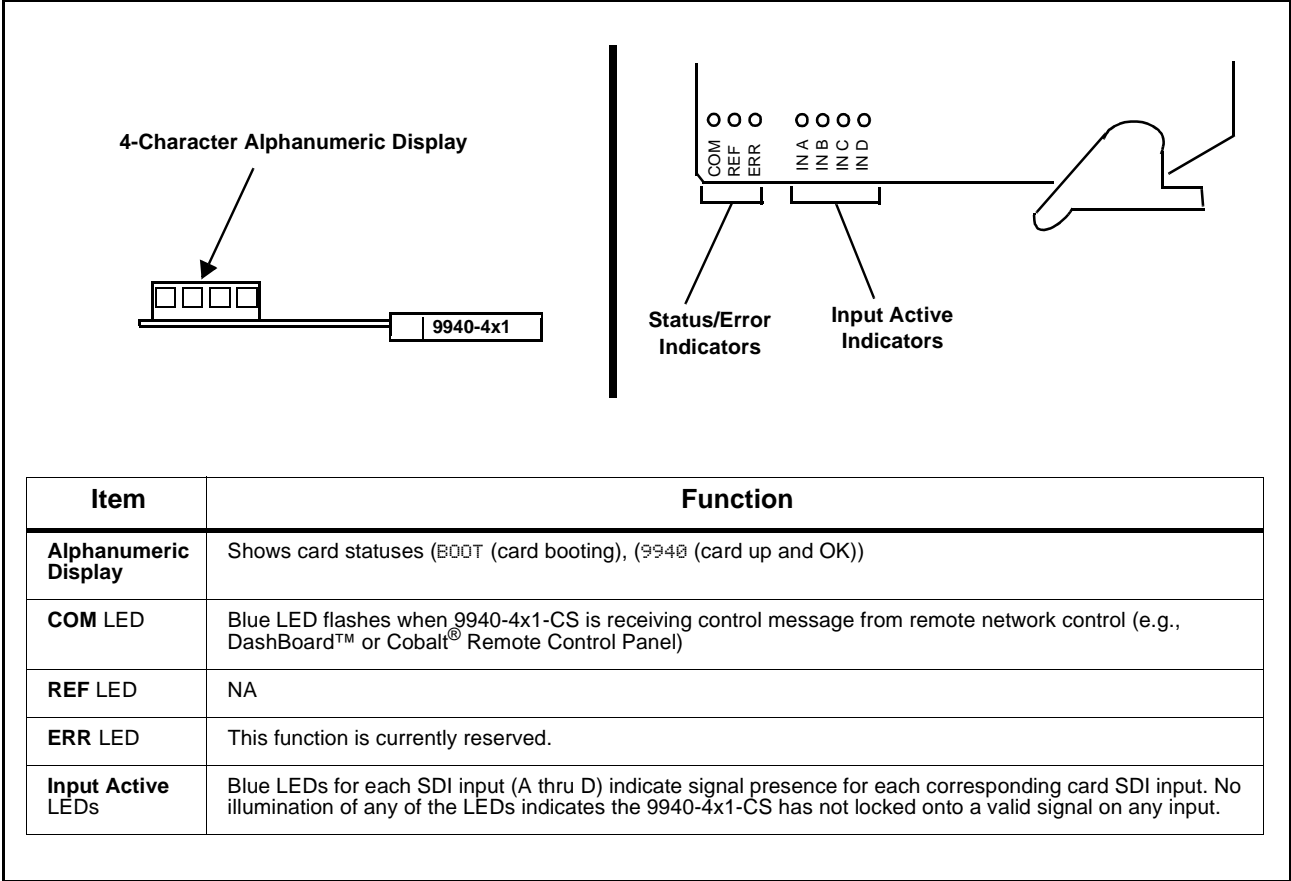 4-Character Alphanumeric Display
9940-4x1
COM
REF
ERR
IN A
IN B
IN C
IN D
Status/Error
Indicators
Input Active
Indicators
Item
Function
Alphanumeric
Display
Shows card statuses (BOOT (card booting), (9940 (card up and OK))
COM LED
Blue LED flashes when 9940-4x1-CS is receiving control message from remote network control (e.g.,
DashBoard™ or Cobalt® Remote Control Panel)
REF LED
NA
ERR LED
This function is currently reserved.
Input Active
LEDs
Blue LEDs for each SDI input (A thru D) indicate signal presence for each corresponding card SDI input. No
illumination of any of the LEDs indicates the 9940-4x1-CS has not locked onto a valid signal on any input.